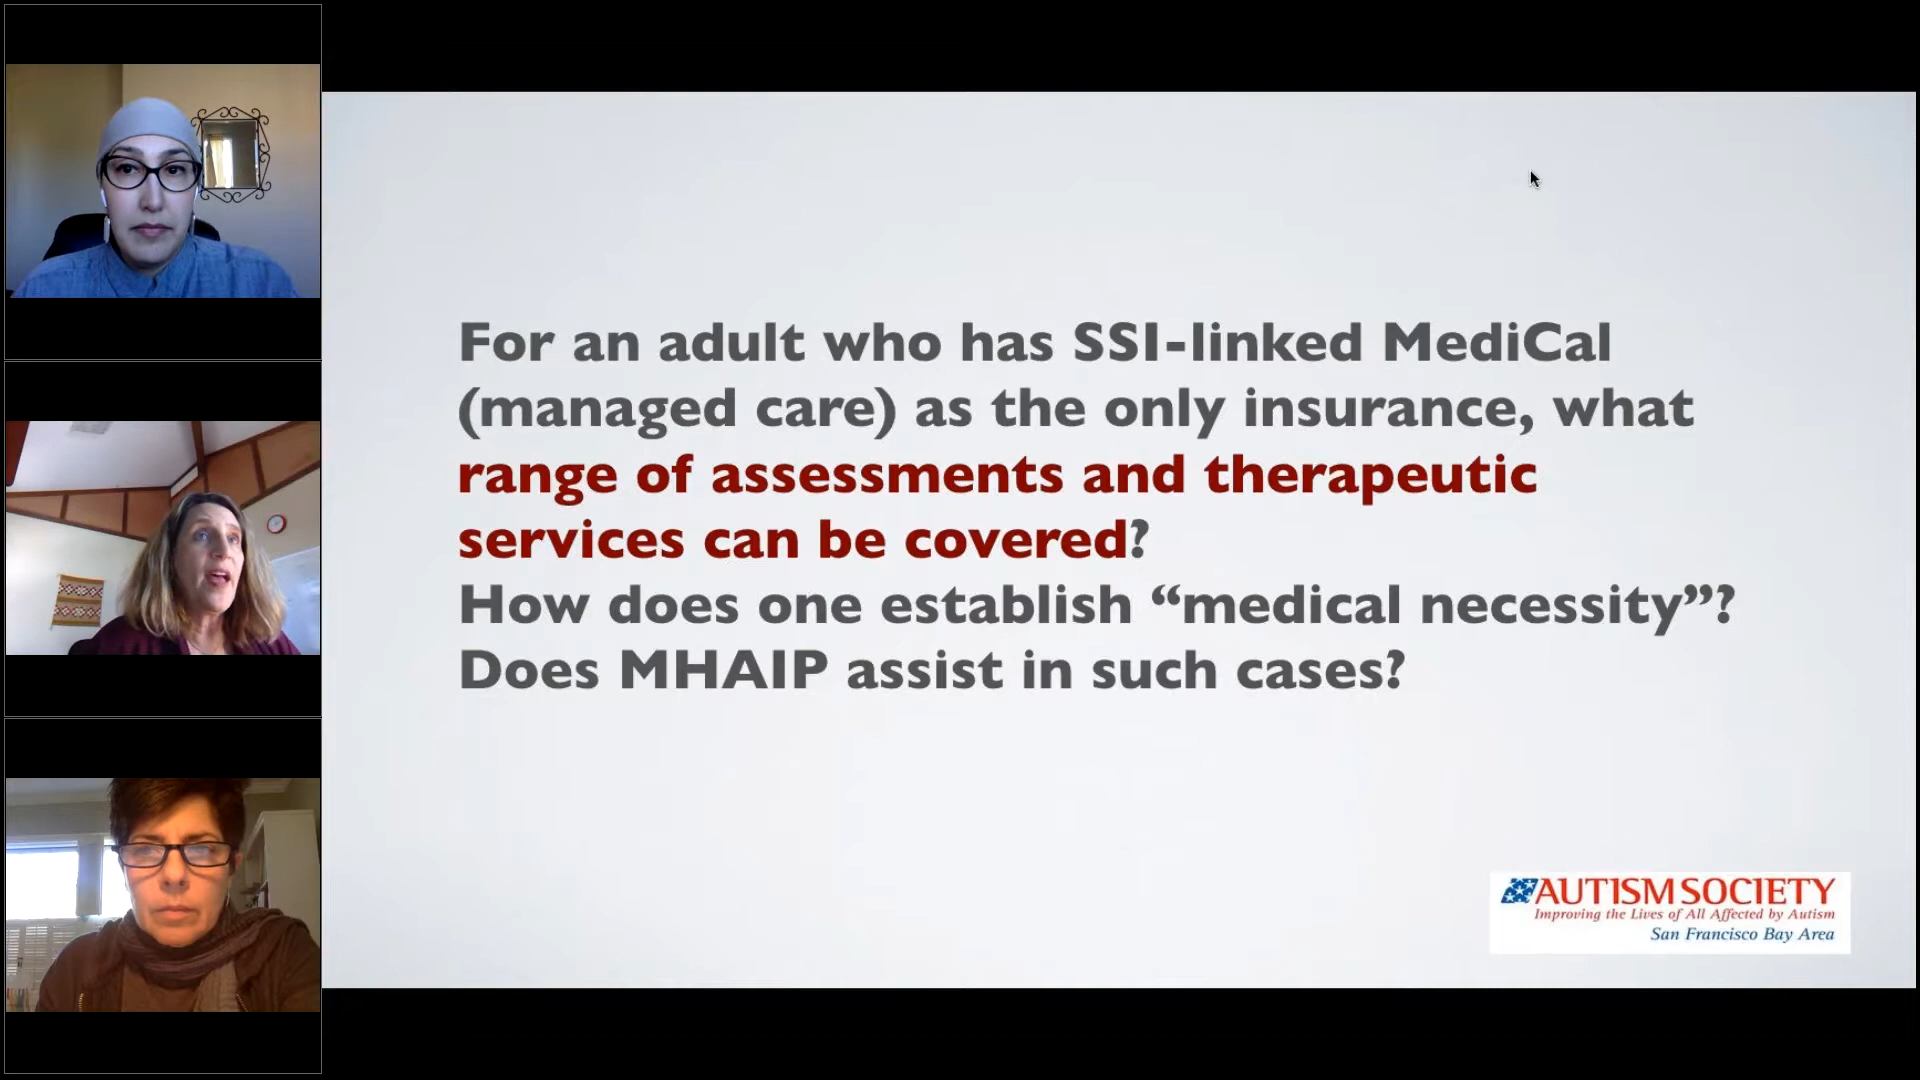 For an adult who has SSI-linked MediCal
(managed care) as the only insurance, what
range of assessments and therapeutic
services can be covered?
How does one establish “medical necessity”?
Does MHAIP assist in such cases?
AUTISM SOCIETY
Improving the Lives of All Affected by Autism
San Francisco Bay Area